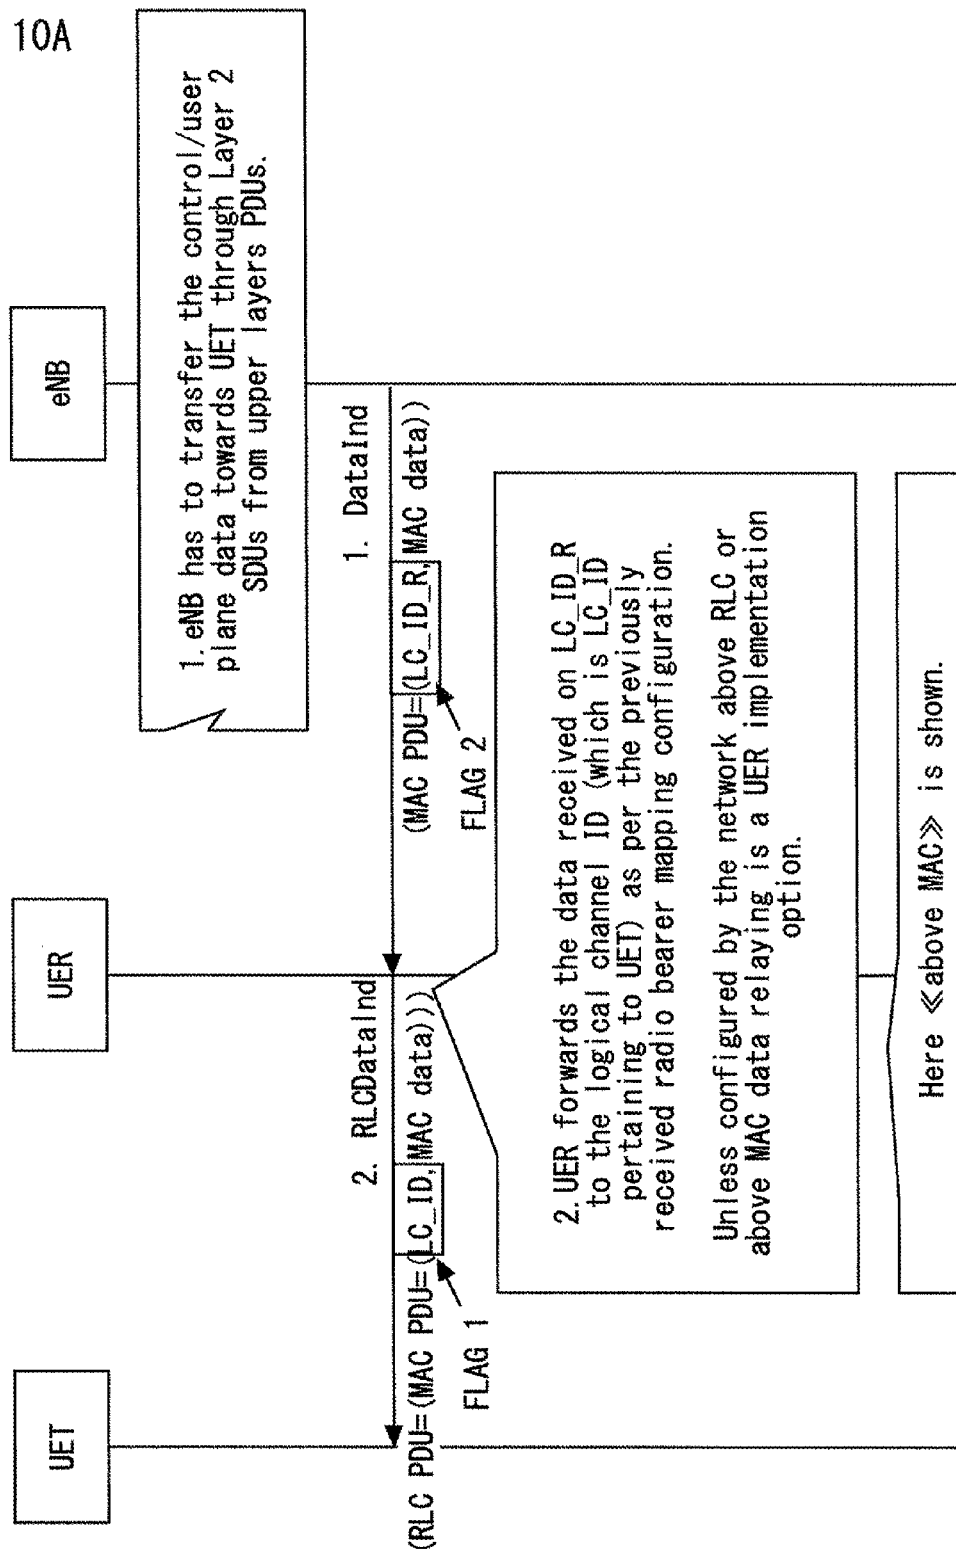 10A
UET
UER
eNB
1.eNB has to transfer the control/user
plane data towards UET through Layer 2
SDUs from upper layers PDUs.
1. DataInd
(MAC PDU=(LC_ID_R,MAC data))
FLAG 2
2. RLCDataInd
(RLC PDU=(MAC PDU=(LC_ID,MAC data)))
FLAG 1
2.UER forwards the data received on LC_ID_R
to the logical channel ID (which is LC_ID
pertaining to UET) as per the previously
received radio bearer mapping configuration.
Unless configured by the network above RLC or
above MAC data relaying is a UER implementation
option.
Here ≪above MAC≫ is shown.